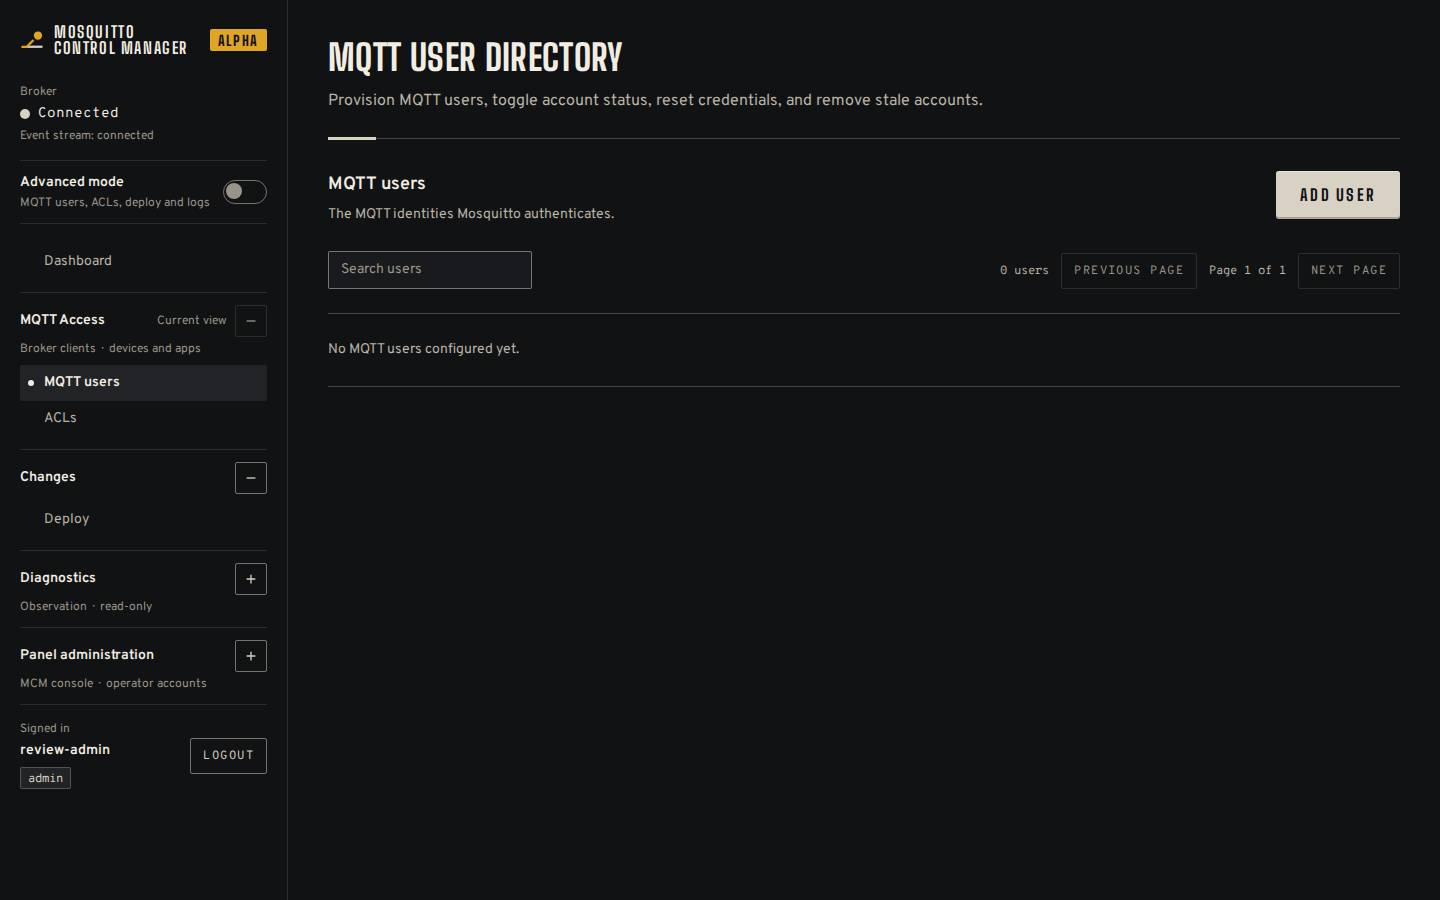 MOSQUITTO
CONTROL MANAGER
ALPHA
Broker
Connected
Event stream: connected
Advanced mode
MQTT users, ACLs, deploy and logs
Dashboard
MQTT Access
Current view
Broker clients · devices and apps
MQTT users
ACLs
Changes
Deploy
Diagnostics
Observation · read-only
Panel administration
MCM console · operator accounts
Signed in
review-admin
admin
LOGOUT
MQTT USER DIRECTORY
Provision MQTT users, toggle account status, reset credentials, and remove stale accounts.
MQTT users
The MQTT identities Mosquitto authenticates.
ADD USER
Search users
0 users
PREVIOUS PAGE
Page 1 of 1
NEXT PAGE
No MQTT users configured yet.